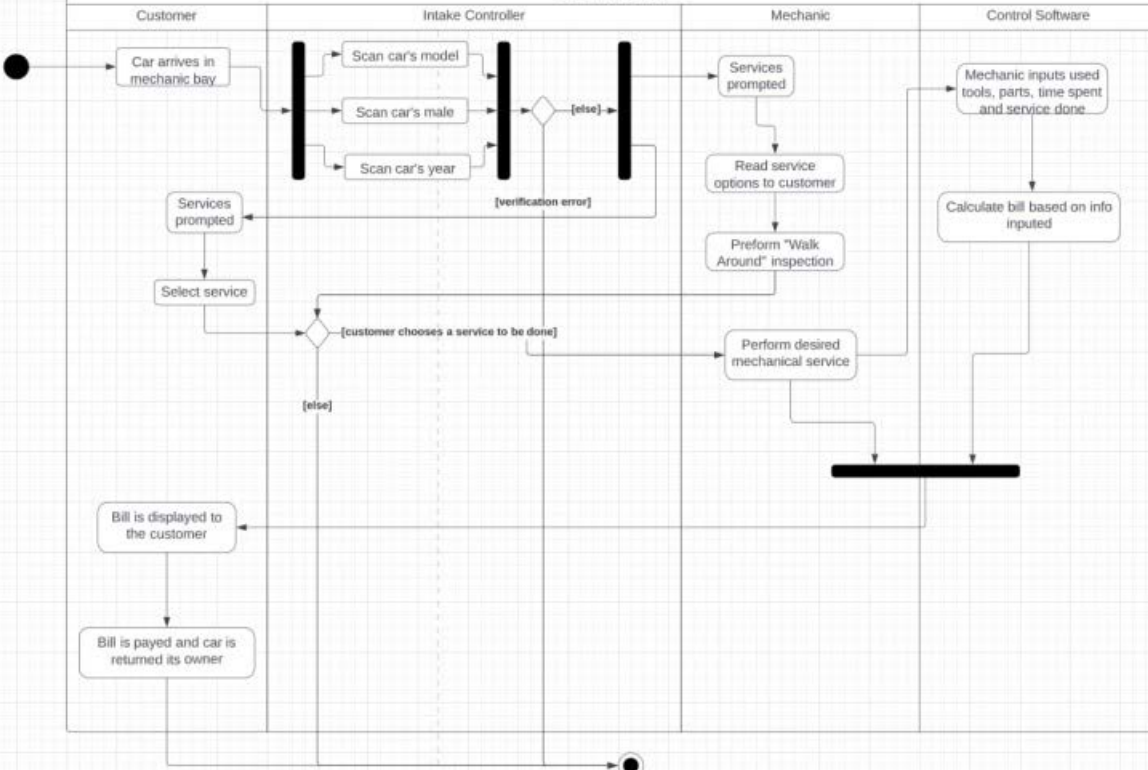 Customer
Intake Controller
Mechanic
Control Software
Car arrives in
mechanic bay
Scan car's model
Scan car's male
Scan car's year
[else]
[verification error]
Services
prompted
Read service
options to customer
Preform "Walk
Around" inspection
Mechanic inputs used
tools, parts, time spent
and service done
Calculate bill based on info
inputed
Services
prompted
Select service
[customer chooses a service to be done]
[else]
Perform desired
mechanical service
Bill is displayed to
the customer
Bill is payed and car is
returned its owner